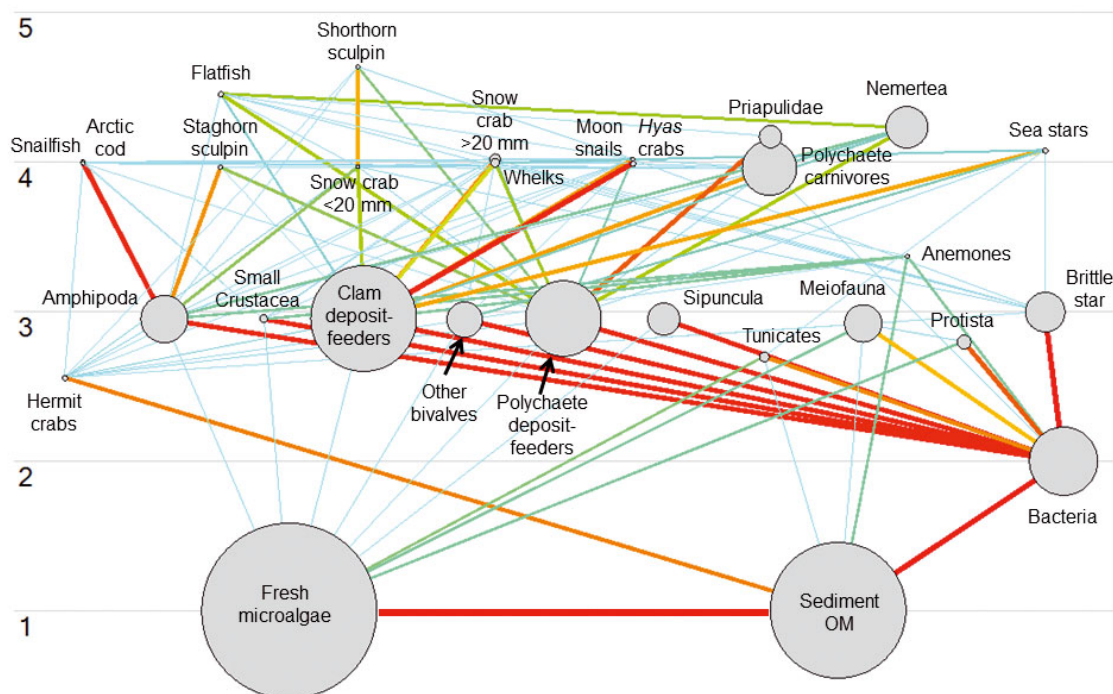 5
Shorthorn
sculpin
Flatfish
Snow
crab
>20 mm
Nemertea
Priapulidae
Arctic
cod
Staghorn
sculpin
Moon
snails
Hyas
crabs
Sea stars
Snailfish
4
Snow crab
<20 mm
Whelks
Polychaete
carnivores
Anemones
Amphipoda
Small
Crustacea
Clam
deposit-
feeders
Sipuncula
Meiofauna
Brittle
star
3
Protista
Tunicates
Hermit
crabs
Other
bivalves
Polychaete
deposit-
feeders
2
Bacteria
Fresh
microalgae
Sediment
OM
1